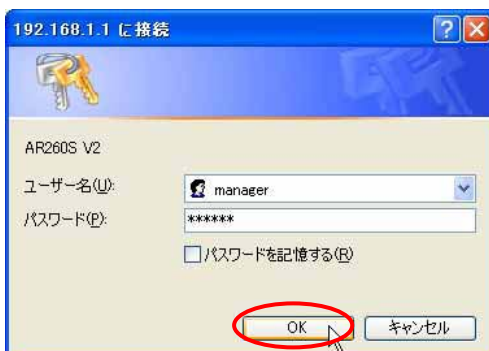 192.168.1.1 に接続
AR260S V2
ユーザー名(U):
manager
パスワード(P):
******
パスワードを記憶する(R)
OK
キャンセル